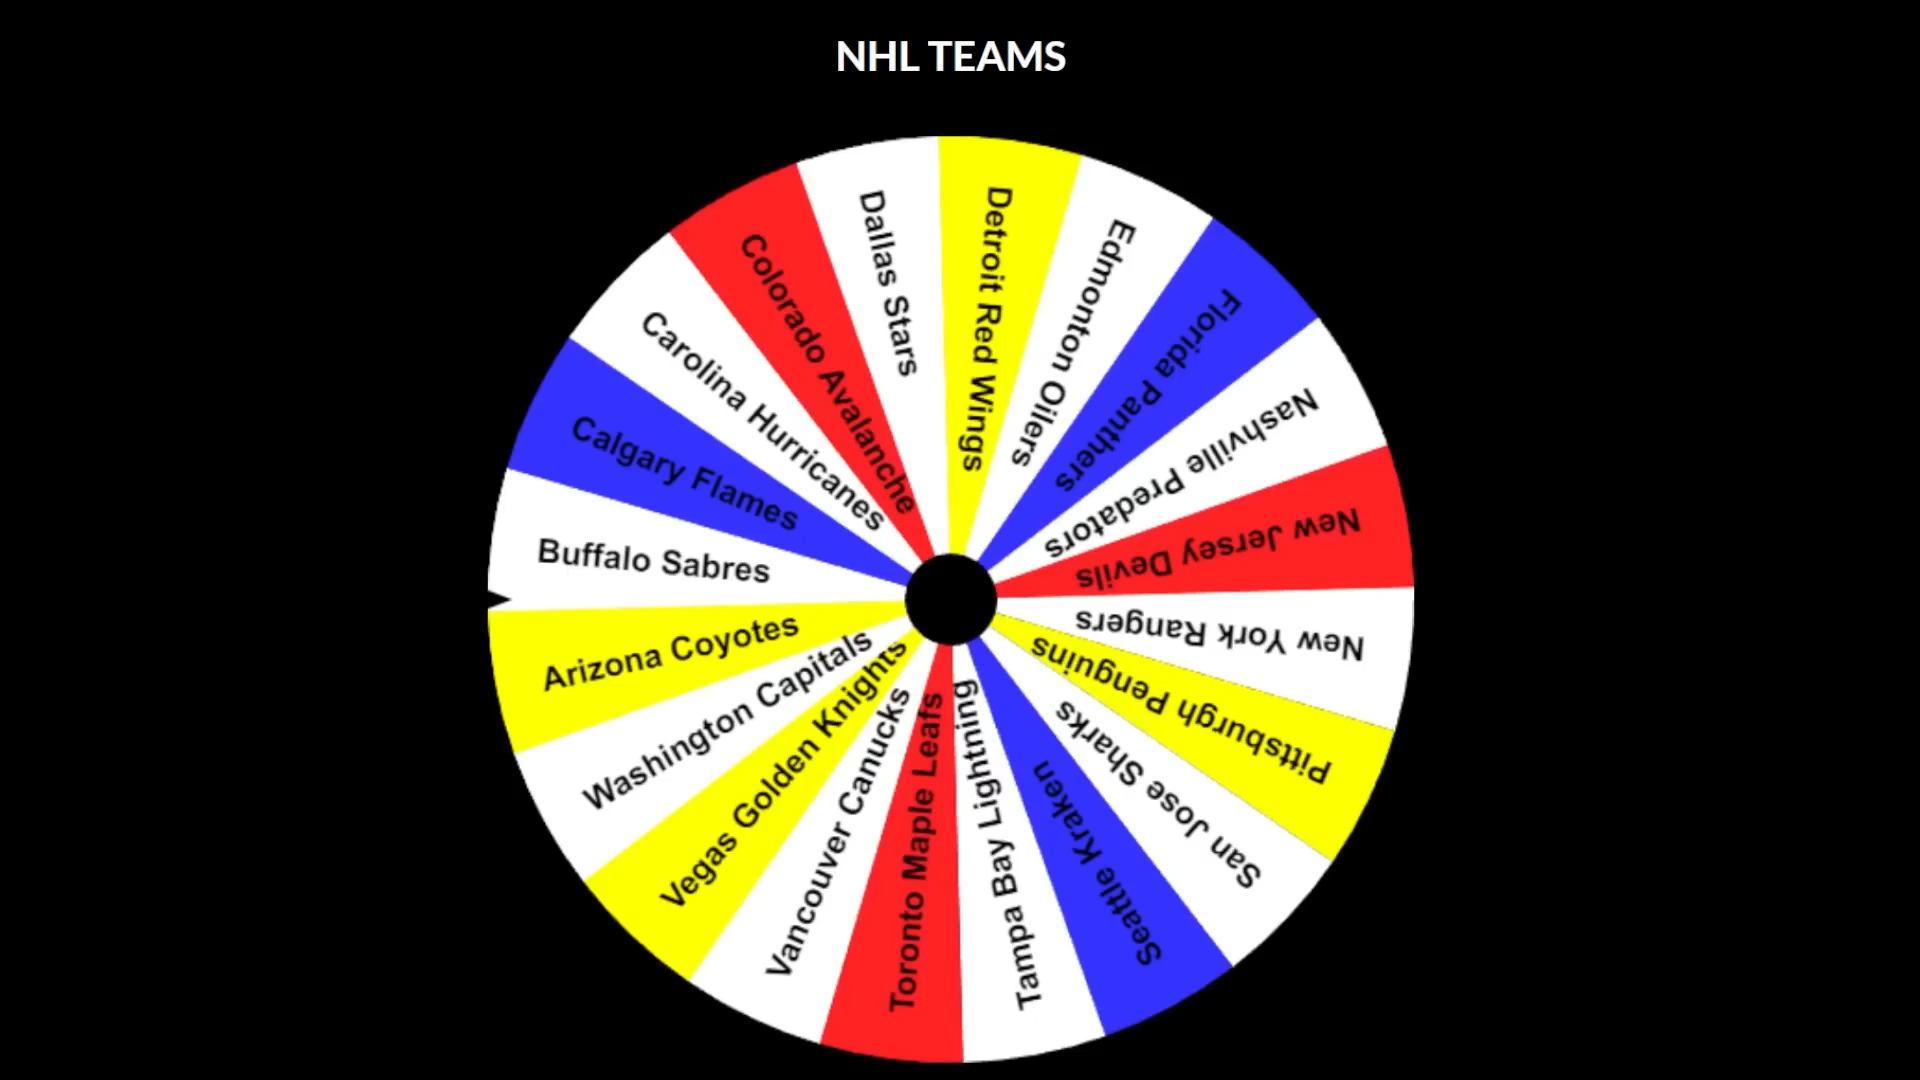 NHL TEAMS
Dallas Stars
Detroit Red Wings
Edmonton Oilers
Florida Panthers
Nashville Predators
New Jersey Devils
New York Rangers
Pittsburgh Penguins
San Jose Sharks
Seattle Kraken
Tampa Bay Lightning
Toronto Maple Leafs
Vancouver Canucks
Vegas Golden Knights
Washington Capitals
Arizona Coyotes
Buffalo Sabres
Calgary Flames
Carolina Hurricanes
Colorado Avalanche